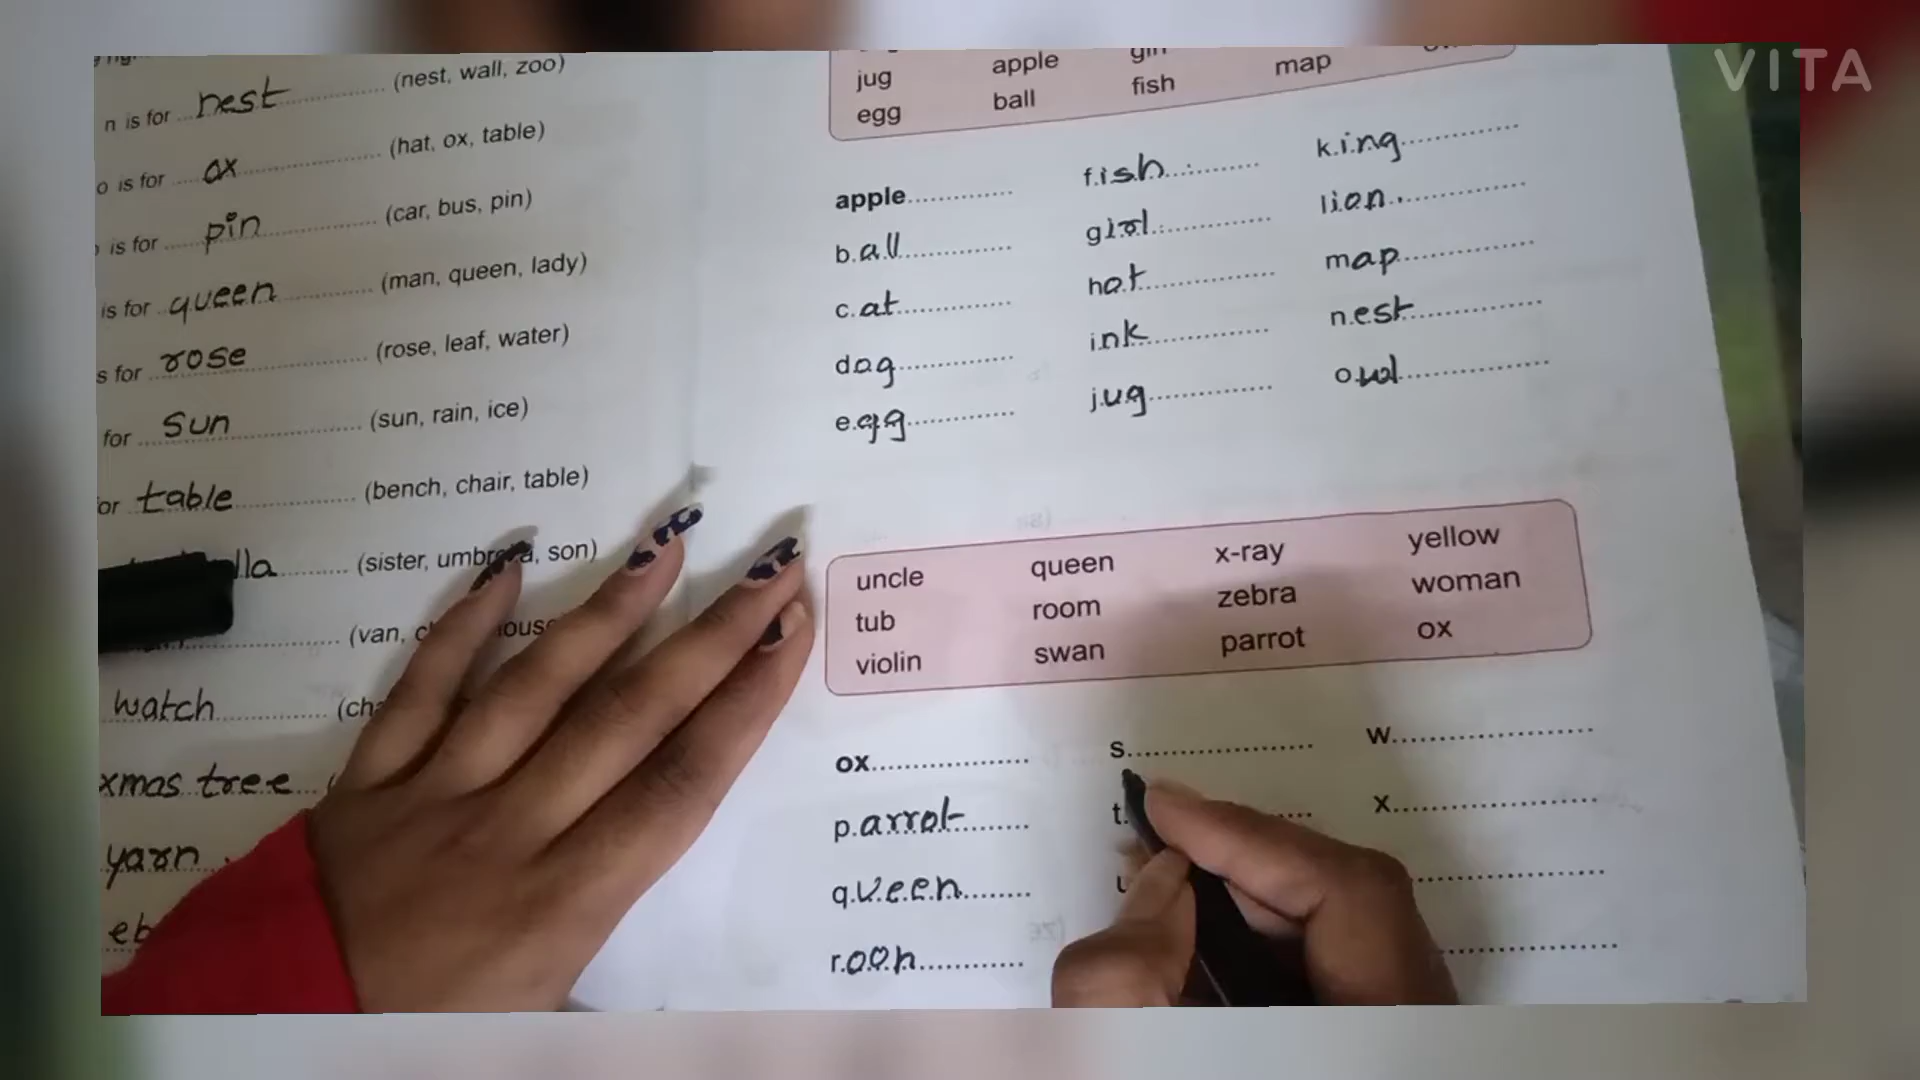 VITA
n is for nest (nest, wall, zoo)
o is for ox (hat, ox, table)
is for pin (car, bus, pin)
is for queen (man, queen, lady)
s for rose (rose, leaf, water)
for sun (sun, rain, ice)
or table (bench, chair, table)
lla (sister, umbrella, son)
(van,
watch
xmas tree
yarn
eb
jug apple map
egg ball fish
apple fish king
ball girl lion
cat hat map
dog ink nest
egg jug owl
uncle queen x-ray yellow
tub room zebra woman
violin swan parrot ox
ox s w
parrot t x
queen u
rooh